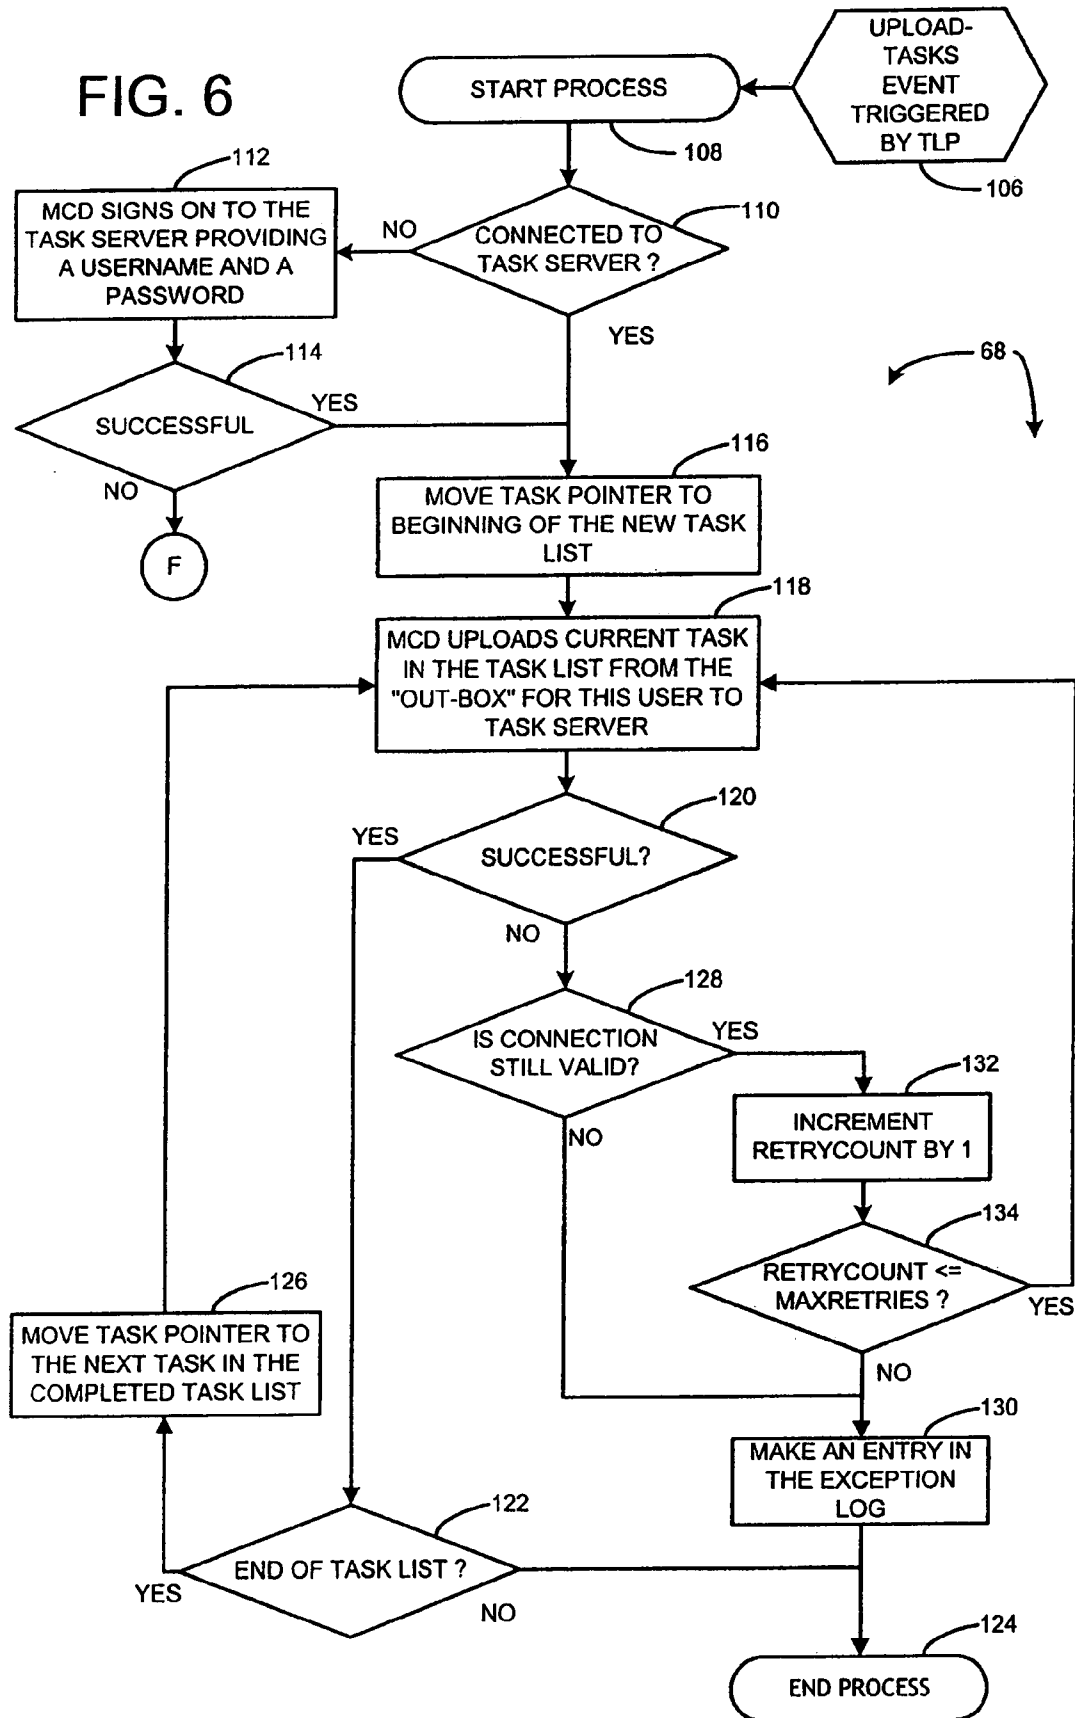 FIG. 6
UPLOAD-
TASKS
EVENT
TRIGGERED
BY TLP
106
START PROCESS
108
112
MCD SIGNS ON TO THE
TASK SERVER PROVIDING
A USERNAME AND A
PASSWORD
NO
CONNECTED TO
TASK SERVER ?
110
YES
114
SUCCESSFUL
YES
NO
F
68
116
MOVE TASK POINTER TO
BEGINNING OF THE NEW TASK
LIST
118
MCD UPLOADS CURRENT TASK
IN THE TASK LIST FROM THE
"OUT-BOX" FOR THIS USER TO
TASK SERVER
120
YES
SUCCESSFUL?
NO
128
IS CONNECTION
STILL VALID?
YES
NO
132
INCREMENT
RETRYCOUNT BY 1
134
RETRYCOUNT <=
MAXRETRIES ?
YES
NO
126
MOVE TASK POINTER TO
THE NEXT TASK IN THE
COMPLETED TASK LIST
130
MAKE AN ENTRY IN
THE EXCEPTION
LOG
122
END OF TASK LIST ?
YES
NO
124
END PROCESS